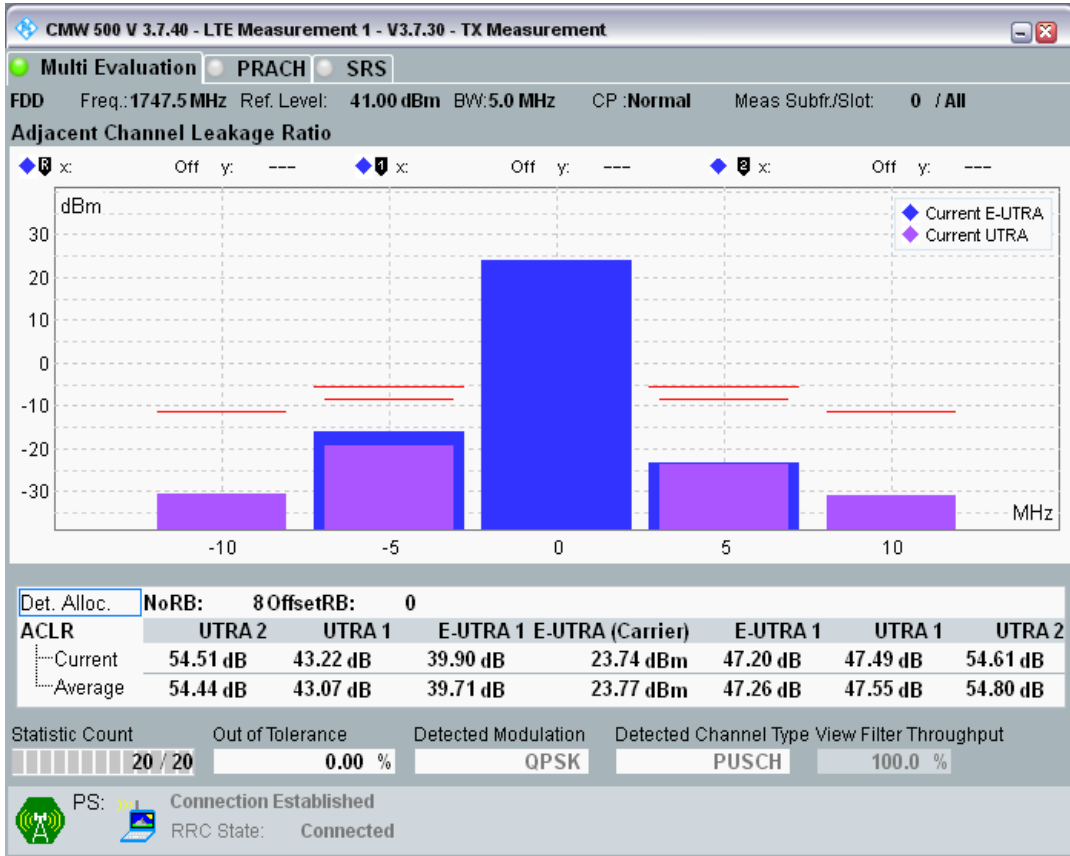 CMW 500 V 3.7.40 - LTE Measurement 1 - V3.7.30 - TX Measurement
Multi Evaluation PRACH SRS
FDD Freq.:1747.5 MHz Ref. Level: 41.00 dBm BW:5.0 MHz CP :Normal Meas Subfr./Slot: 0 / All
Adjacent Channel Leakage Ratio
R x: Off y: --- 1 x: Off y: --- 2 x: Off y: ---
dBm
Current E-UTRA
Current UTRA
30
20
10
0
-10
-20
-30
MHz
-10 -5 0 5 10
Det. Alloc. NoRB: 8 OffsetRB: 0
ACLR UTRA 2 UTRA 1 E-UTRA 1 E-UTRA (Carrier) E-UTRA 1 UTRA 1 UTRA 2
Current 54.51 dB 43.22 dB 39.90 dB 23.74 dBm 47.20 dB 47.49 dB 54.61 dB
Average 54.44 dB 43.07 dB 39.71 dB 23.77 dBm 47.26 dB 47.55 dB 54.80 dB
Statistic Count Out of Tolerance Detected Modulation Detected Channel Type View Filter Throughput
20 / 20 0.00 % QPSK PUSCH 100.0 %
PS: Connection Established
RRC State: Connected